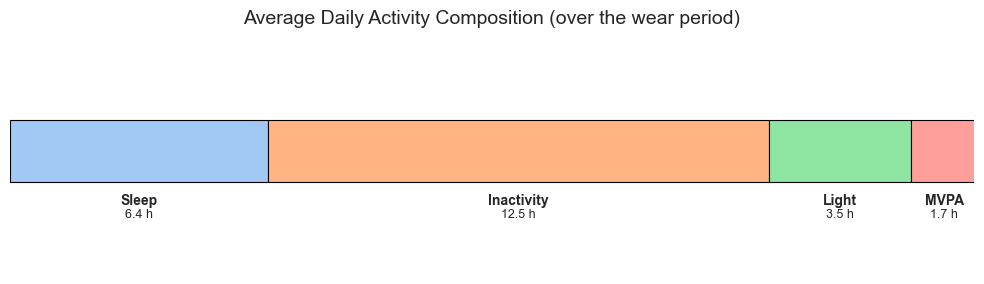 Average Daily Activity Composition (over the wear period)
Sleep
6.4 h
Inactivity
12.5 h
Light
3.5 h
MVPA
1.7 h